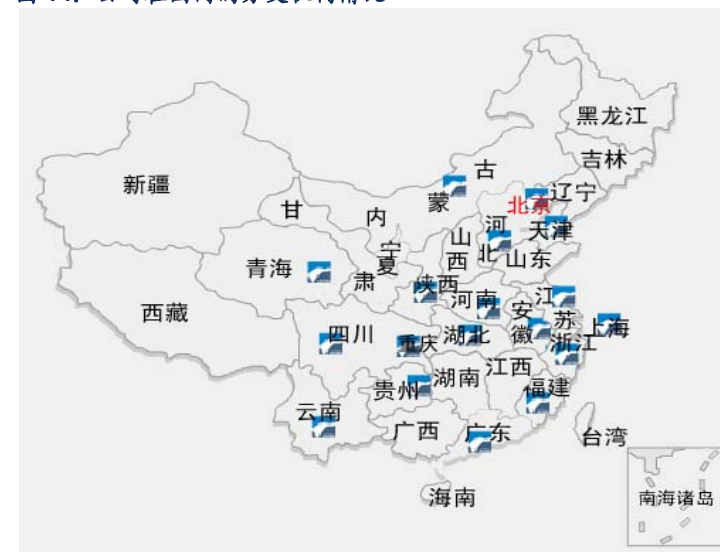 黑龙江
吉林
古
辽宁
新疆
蒙
北京
甘
内
河
天津
山
宁
西
北
山东
夏
青海
肃
陕西
河南
江
安
西藏
苏
上海
四川
湖北
徽
浙江
重庆
江西
湖南
贵州
福建
云南
广西
广东
台湾
海南
南海诸岛